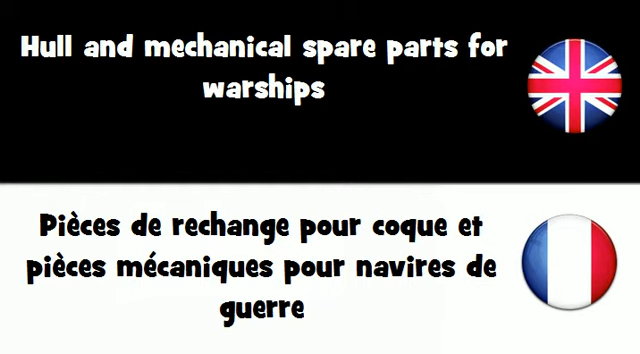 Hull and mechanical spare parts for
warships
Pièces de rechange pour coque et
pièces mécaniques pour navires de
guerre